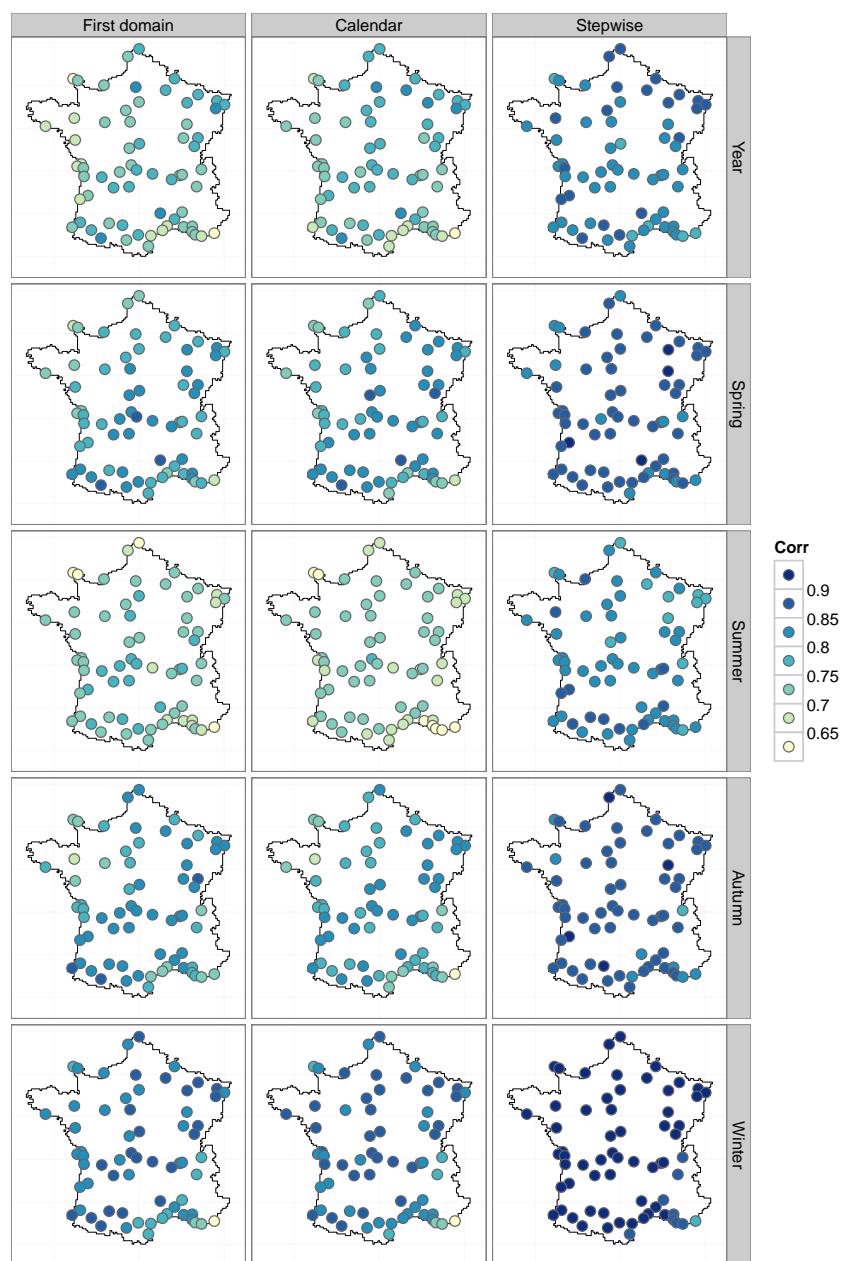 First domain Calendar Stepwise
Year
Spring
Summer
Autumn
Winter
Corr
0.9
0.85
0.8
0.75
0.7
0.65